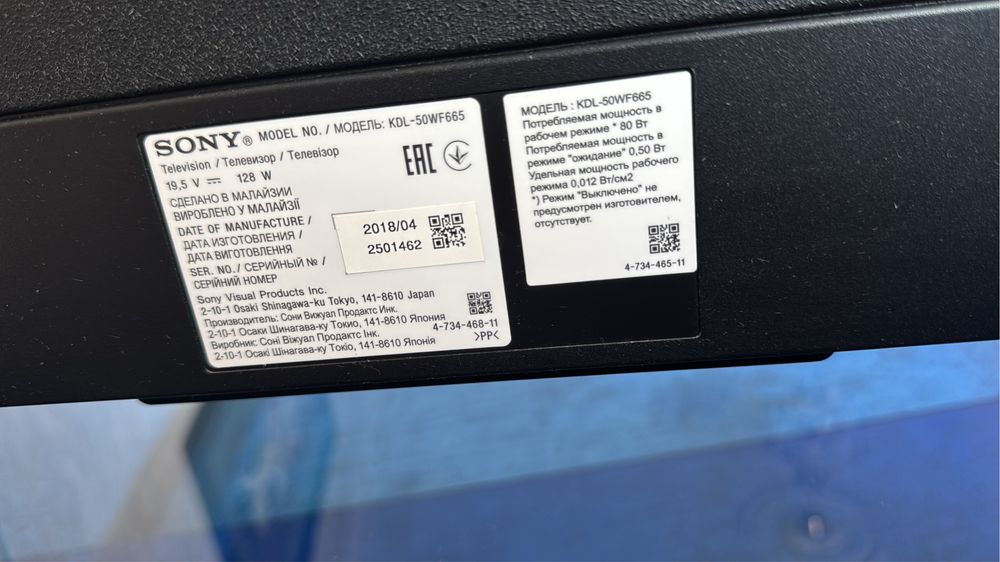 SONY® MODEL NO. / МОДЕЛЬ: KDL-50WF665
Television / Телевизор / Телевізор
19,5 V ⎓ 128 W
СДЕЛАНО В МАЛАЙЗИИ
ВИРОБЛЕНО У МАЛАЙЗІЇ
DATE OF MANUFACTURE /
ДАТА ИЗГОТОВЛЕНИЯ /
ДАТА ВИГОТОВЛЕННЯ
SER. NO. / СЕРИЙНЫЙ № /
СЕРІЙНИЙ НОМЕР
EAC
2018/04
2501462
Sony Visual Products Inc.
2-10-1 Osaki Shinagawa-ku Tokyo, 141-8610 Japan
Производитель: Сони Вижуал Продактс Инк.
2-10-1 Осаки Шинагава-ку Токио, 141-8610 Япония
Виробник: Соні Віжуал Продактс Інк.
2-10-1 Осакі Шінагава-ку Токіо, 141-8610 Японія
4-734-468-11
>PP<
МОДЕЛЬ : KDL-50WF665
Потребляемая мощность в
рабочем режиме * 80 Вт
Потребляемая мощность в
режиме "ожидание" 0,50 Вт
Удельная мощность рабочего
режима 0,012 Вт/см2
*) Режим "Выключено" не
предусмотрен изготовителем,
отсутствует.
4-734-465-11